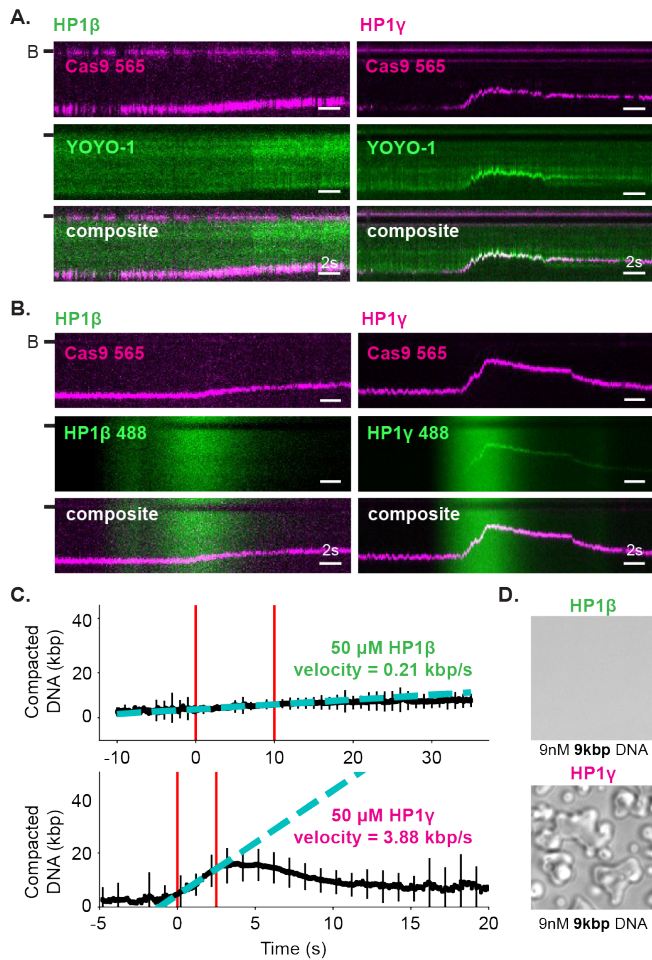 A.
HP1β
HP1γ
B
Cas9 565
Cas9 565
YOYO-1
YOYO-1
composite
composite
2s
2s
B.
HP1β
HP1γ
B
Cas9 565
Cas9 565
HP1β 488
HP1γ 488
composite
composite
2s
2s
C.
Compacted
DNA (kbp)
40
20
0
50 µM HP1β
velocity = 0.21 kbp/s
-10
0
10
20
30
Compacted
DNA (kbp)
40
20
0
50 µM HP1γ
velocity = 3.88 kbp/s
-5
0
5
10
15
20
Time (s)
D.
HP1β
9nM 9kbp DNA
HP1γ
9nM 9kbp DNA